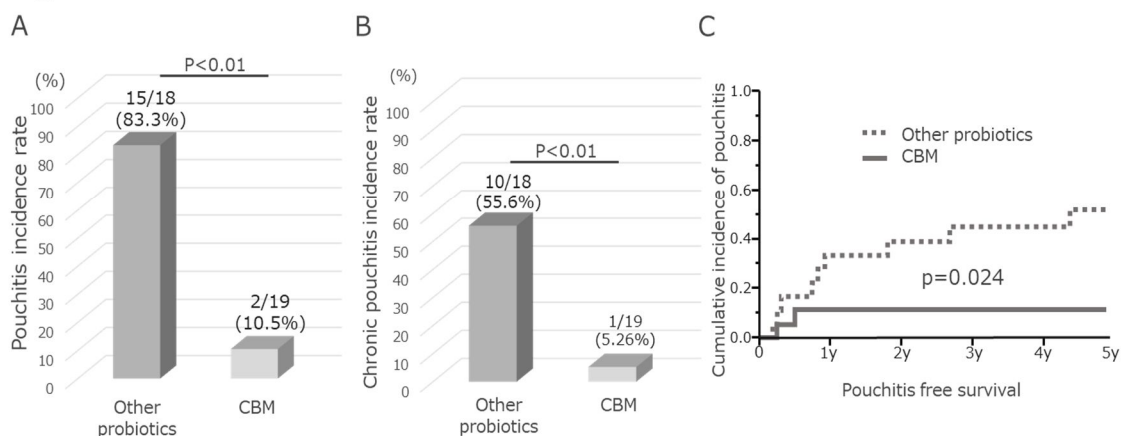 A
Pouchitis incidence rate
(%)
100
90
80
70
60
50
40
30
20
10
0
P<0.01
15/18
(83.3%)
2/19
(10.5%)
Other
probiotics
CBM
B
Chronic pouchitis incidence rate
(%)
100
90
80
70
60
50
40
30
20
10
0
P<0.01
10/18
(55.6%)
1/19
(5.26%)
Other
probiotics
CBM
C
Cumulative incidence of pouchitis
1.0
0.8
0.6
0.4
0.2
0.0
Other probiotics
CBM
p=0.024
0 1y 2y 3y 4y 5y
Pouchitis free survival